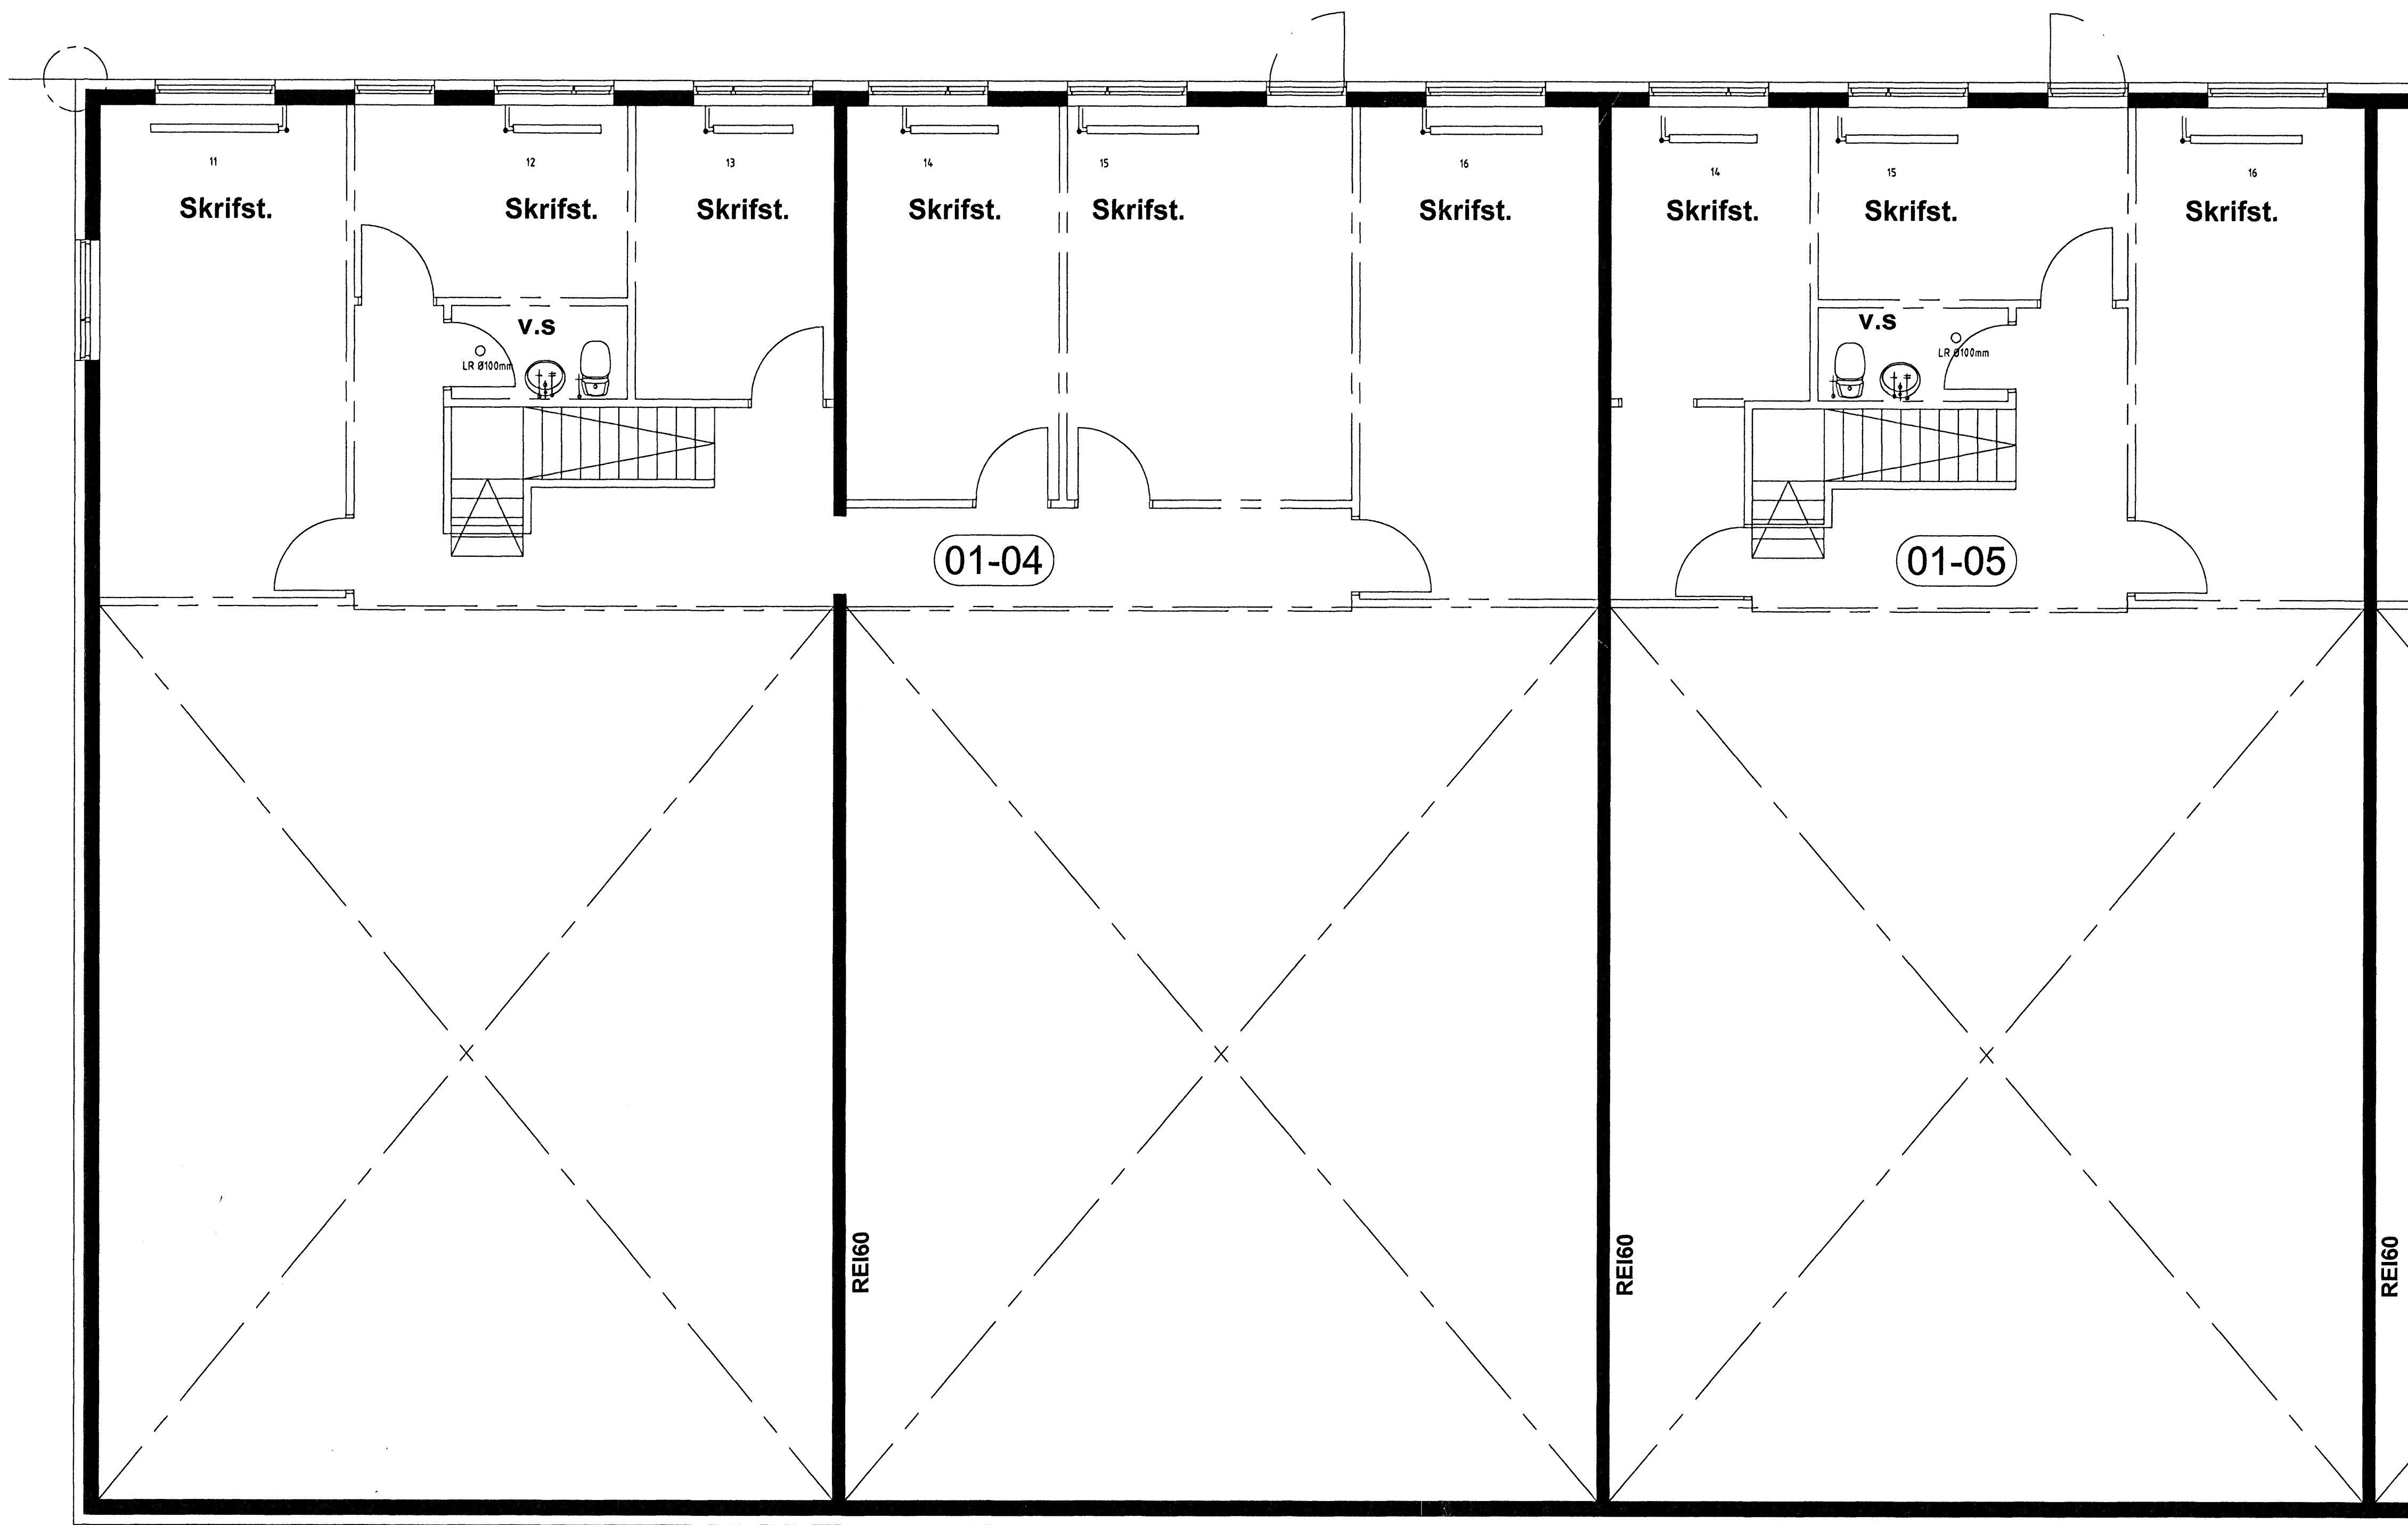 11 12 13 14 15 16 14 15 16
Skrifst. Skrifst. Skrifst. Skrifst. Skrifst. Skrifst. Skrifst. Skrifst. Skrifst.
v.s v.s
LR Ø100mm LR Ø100mm
01-04 01-05
REI60 REI60 REI60